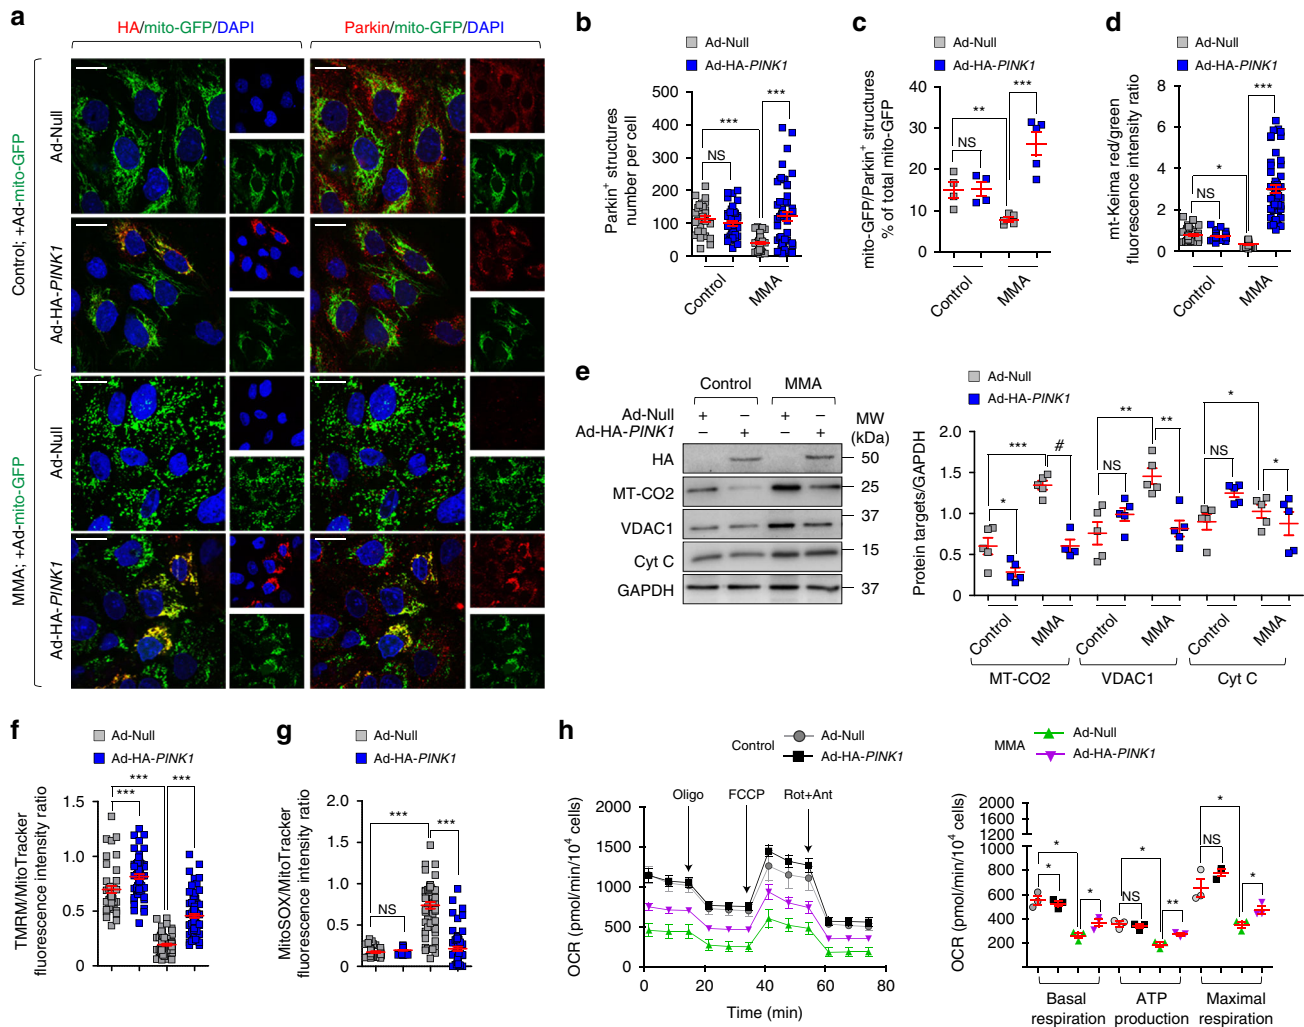 a
HA/mito-GFP/DAPI
Parkin/mito-GFP/DAPI
Control; +Ad-mito-GFP
Ad-Null
Ad-HA-PINK1
MMA; +Ad-mito-GFP
Ad-Null
Ad-HA-PINK1
b
Ad-Null
Ad-HA-PINK1
Parkin+ structures
number per cell
500
400
300
200
100
0
***
***
NS
Control
MMA
c
Ad-Null
Ad-HA-PINK1
mito-GFP/Parkin+ structures
% of total mito-GFP
40
30
20
10
0
***
**
NS
Control
MMA
d
Ad-Null
Ad-HA-PINK1
mt-Keima red/green
fluorescence intensity ratio
8
6
4
2
0
***
*
NS
Control
MMA
e
Control MMA
Ad-Null + − + − MW
Ad-HA-PINK1 − + − + (kDa)
HA 50
MT-CO2 25
VDAC1 37
Cyt C 15
GAPDH 37
Ad-Null
Ad-HA-PINK1
Protein targets/GAPDH
2.0
1.5
1.0
0.5
0
***
#
*
**
**
NS
*
NS
*
Control MMA Control MMA Control MMA
MT-CO2 VDAC1 Cyt C
f
Ad-Null
Ad-HA-PINK1
TMRM/MitoTracker
fluorescence intensity ratio
1.5
1.0
0.5
0
***
***
***
g
Ad-Null
Ad-HA-PINK1
MitoSOX/MitoTracker
fluorescence intensity ratio
2.0
1.5
1.0
0.5
0
***
***
NS
h
Control
Ad-Null
Ad-HA-PINK1
MMA
Ad-Null
Ad-HA-PINK1
OCR (pmol/min/10⁴ cells)
2000
1500
1000
500
0
Oligo FCCP Rot+Ant
0 20 40 60 80
Time (min)
OCR (pmol/min/10⁴ cells)
2000
1600
1200
800
600
400
200
*
*
*
*
NS
**
*
NS
*
Basal
respiration
ATP
production
Maximal
respiration